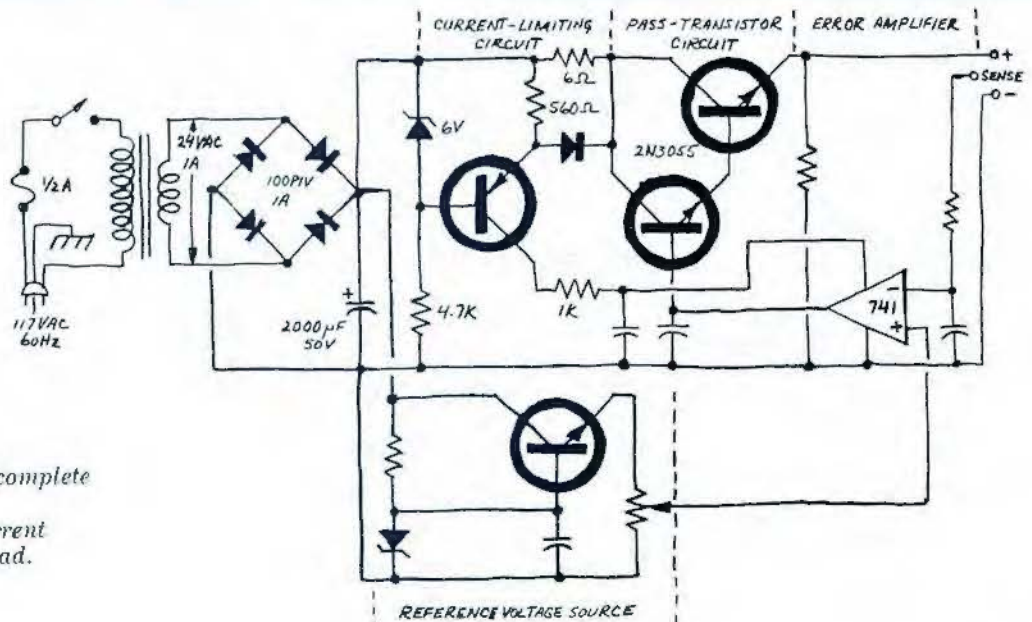 CURRENT-LIMITING
CIRCUIT
PASS-TRANSISTOR
CIRCUIT
ERROR AMPLIFIER
+
SENSE
-
6Ω
560Ω
6V
2N3055
24VAC
1A
100PIV
1A
½A
117VAC
60Hz
+
2000µF
50V
4.7K
1K
741
-
+
complete
rrent
ad.
REFERENCE VOLTAGE SOURCE